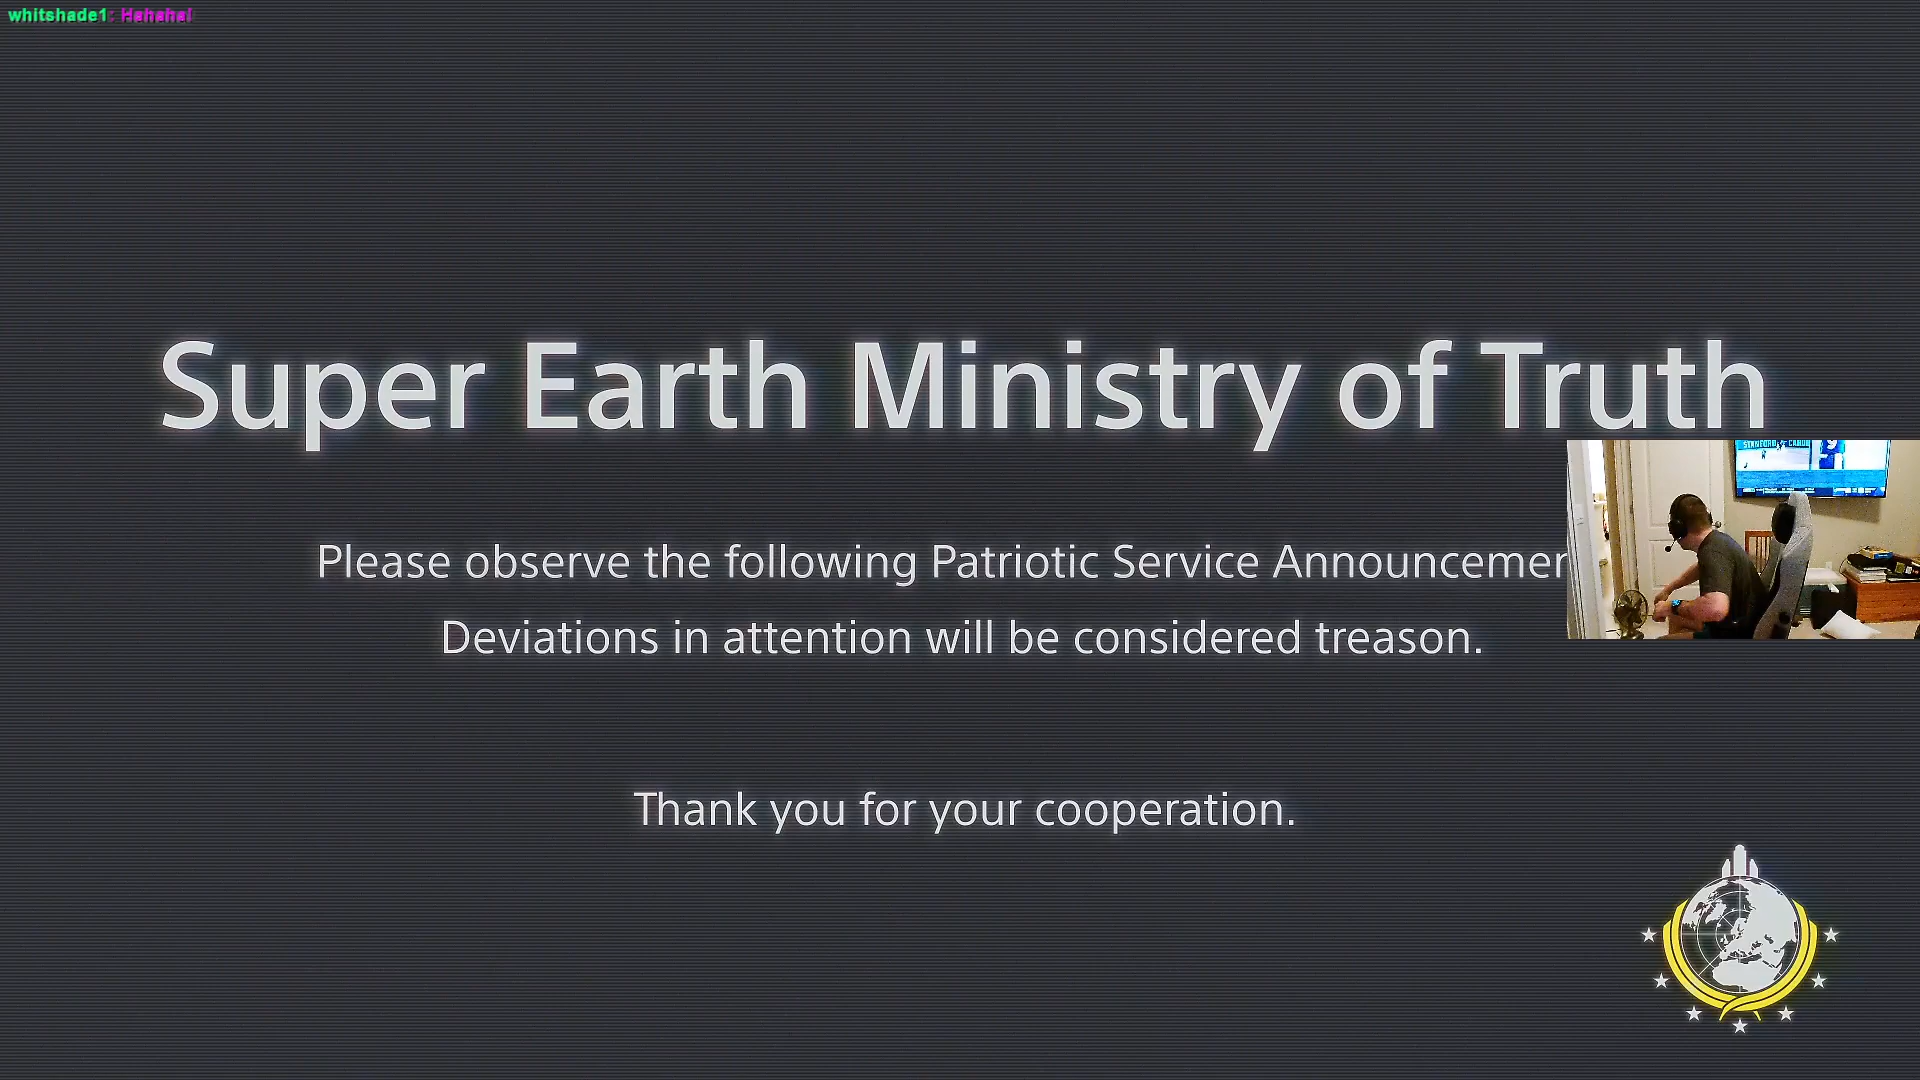 whitshade1: Hahaha!
Super Earth Ministry of Truth
STANFORD
Please observe the following Patriotic Service Announcemen
Deviations in attention will be considered treason.
Thank you for your cooperation.